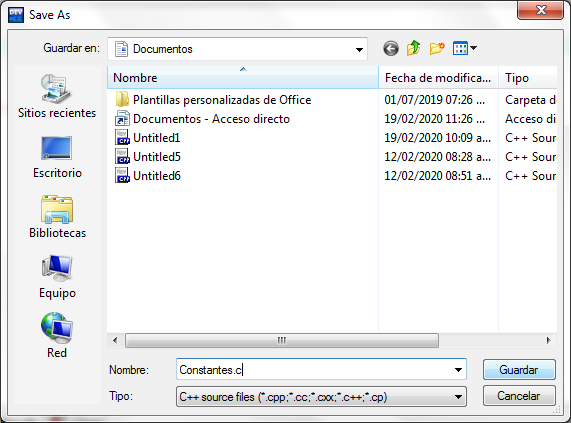 Save As
Guardar en: Documentos
Nombre Fecha de modifica... Tipo
Plantillas personalizadas de Office 01/07/2019 07:26 ... Carpeta d
Documentos - Acceso directo 19/02/2020 11:26 ... Acceso di
Untitled1 19/02/2020 10:09 a... C++ Sour
Untitled5 12/02/2020 08:28 a... C++ Sour
Untitled6 12/02/2020 08:51 a... C++ Sour
Sitios recientes
Escritorio
Bibliotecas
Equipo
Red
Nombre: Constantes.c Guardar
Tipo: C++ source files (*.cpp;*.cc;*.cxx;*.c++;*.cp) Cancelar